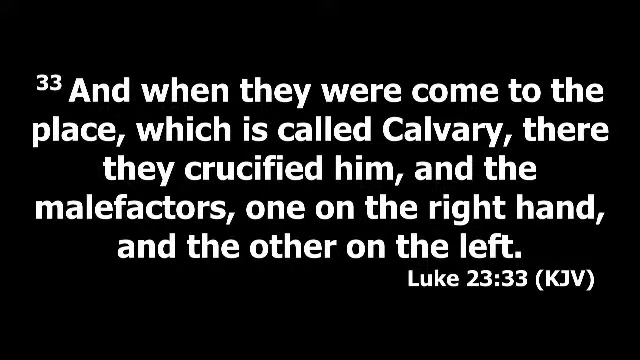 33 And when they were come to the
place, which is called Calvary, there
they crucified him, and the
malefactors, one on the right hand,
and the other on the left.
Luke 23:33 (KJV)